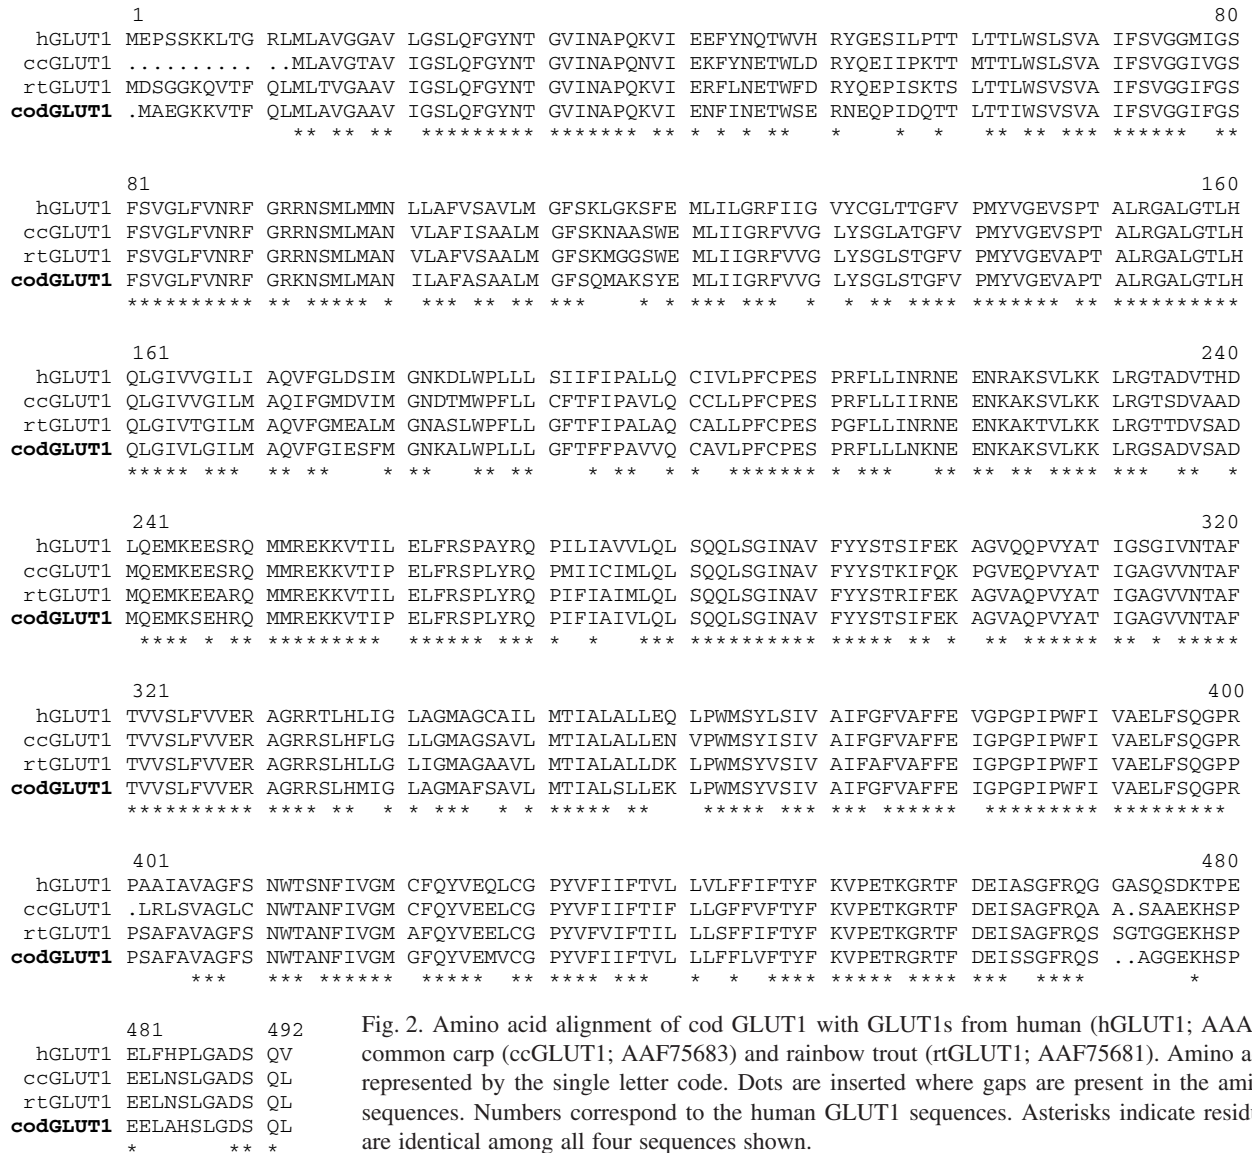 1 80
hGLUT1 MEPSSKKLTG RLMLAVGGAV LGSLQFGYNT GVINAPQKVI EEFYNQTWVH RYGESILPTT LTTLWSLSVA IFSVGGMIGS
ccGLUT1 .......... ..MLAVGTAV IGSLQFGYNT GVINAPQNVI EKFYNETWLD RYQEIIPKTT MTTLWSLSVA IFSVGGIVGS
rtGLUT1 MDSGGKQVTF QLMLTVGAAV IGSLQFGYNT GVINAPQKVI ERFLNETWFD RYQEPISKTS LTTLWSVSVA IFSVGGIFGS
codGLUT1 .MAEGKKVTF QLMLAVGAAV IGSLQFGYNT GVINAPQKVI ENFINETWSE RNEQPIDQTT LTTIWSVSVA IFSVGGIFGS
** ** ** ********* ******* ** * * ** * * * ** ** *** ****** **
81 160
hGLUT1 FSVGLFVNRF GRRNSMLMMN LLAFVSAVLM GFSKLGKSFE MLILGRFIIG VYCGLTTGFV PMYVGEVSPT ALRGALGTLH
ccGLUT1 FSVGLFVNRF GRRNSMLMAN VLAFISAALM GFSKNAASWE MLIIGRFVVG LYSGLATGFV PMYVGEVSPT ALRGALGTLH
rtGLUT1 FSVGLFVNRF GRRNSMLMAN VLAFVSAALM GFSKMGGSWE MLIIGRFVVG LYSGLSTGFV PMYVGEVAPT ALRGALGTLH
codGLUT1 FSVGLFVNRF GRKNSMLMAN ILAFASAALM GFSQMAKSYE MLIIGRFVVG LYSGLSTGFV PMYVGEVAPT ALRGALGTLH
********** ** ***** * *** ** ** *** * * *** *** * * ** **** ******* ** **********
161 240
hGLUT1 QLGIVVGILI AQVFGLDSIM GNKDLWPLLL SIIFIPALLQ CIVLPFCPES PRFLLINRNE ENRAKSVLKK LRGTADVTHD
ccGLUT1 QLGIVVGILM AQIFGMDVIM GNDTMWPFLL CFTFIPAVLQ CCLLPFCPES PRFLLIIRNE ENKAKSVLKK LRGTSDVAAD
rtGLUT1 QLGIVTGILM AQVFGMEALM GNASLWPFLL GFTFIPALAQ CALLPFCPES PGFLLINRNE ENKAKTVLKK LRGTTDVSAD
codGLUT1 QLGIVLGILM AQVFGIESFM GNKALWPLLL GFTFFPAVVQ CAVLPFCPES PRFLLLNKNE ENKAKSVLKK LRGSADVSAD
***** *** ** ** * ** ** ** * ** * * ******* * *** ** ** ** **** *** ** *
241 320
hGLUT1 LQEMKEESRQ MMREKKVTIL ELFRSPAYRQ PILIAVVLQL SQQLSGINAV FYYSTSIFEK AGVQQPVYAT IGSGIVNTAF
ccGLUT1 MQEMKEESRQ MMREKKVTIP ELFRSPLYRQ PMIICIMLQL SQQLSGINAV FYYSTKIFQK PGVEQPVYAT IGAGVVNTAF
rtGLUT1 MQEMKEEARQ MMREKKVTIL ELFRSPLYRQ PIFIAIMLQL SQQLSGINAV FYYSTRIFEK AGVAQPVYAT IGAGVVNTAF
codGLUT1 MQEMKSEHRQ MMREKKVTIP ELFRSPLYRQ PIFIAIVLQL SQQLSGINAV FYYSTSIFEK AGVAQPVYAT IGAGVVNTAF
**** * ** ********* ****** *** * * *** ********** ***** ** * ** ****** ** * *****
321 400
hGLUT1 TVVSLFVVER AGRRTLHLIG LAGMAGCAIL MTIALALLEQ LPWMSYLSIV AIFGFVAFFE VGPGPIPWFI VAELFSQGPR
ccGLUT1 TVVSLFVVER AGRRSLHFLG LLGMAGSAVL MTIALALLEN VPWMSYISIV AIFGFVAFFE IGPGPIPWFI VAELFSQGPR
rtGLUT1 TVVSLFVVER AGRRSLHLLG LIGMAGAAVL MTIALALLDK LPWMSYVSIV AIFAFVAFFE IGPGPIPWFI VAELFSQGPP
codGLUT1 TVVSLFVVER AGRRSLHMIG LAGMAFSAVL MTIALSLLEK LPWMSYVSIV AIFGFVAFFE IGPGPIPWFI VAELFSQGPR
********** **** ** * * *** * * ***** ** ***** *** *** ****** ********* *********
401 480
hGLUT1 PAAIAVAGFS NWTSNFIVGM CFQYVEQLCG PYVFIIFTVL LVLFFIFTYF KVPETKGRTF DEIASGFRQG GASQSDKTPE
ccGLUT1 .LRLSVAGLC NWTANFIVGM CFQYVEELCG PYVFIIFTIF LLGFFVFTYF KVPETKGRTF DEISAGFRQA A.SAAEKHSP
rtGLUT1 PSAFAVAGFS NWTANFIVGM AFQYVEELCG PYVFVIFTIL LLSFFIFTYF KVPETKGRTF DEISAGFRQS SGTGGEKHSP
codGLUT1 PSAFAVAGFS NWTANFIVGM GFQYVEMVCG PYVFIIFTVL LLFFLVFTYF KVPETRGRTF DEISSGFRQS ..AGGEKHSP
*** *** ****** ***** ** **** *** * * **** ***** **** *** **** *
481 492
hGLUT1 ELFHPLGADS QV
ccGLUT1 EELNSLGADS QL
rtGLUT1 EELNSLGADS QL
codGLUT1 EELAHSLGDS QL
* ** *
Fig. 2. Amino acid alignment of cod GLUT1 with GLUT1s from human (hGLUT1; AAA
common carp (ccGLUT1; AAF75683) and rainbow trout (rtGLUT1; AAF75681). Amino a
represented by the single letter code. Dots are inserted where gaps are present in the ami
sequences. Numbers correspond to the human GLUT1 sequences. Asterisks indicate resid
are identical among all four sequences shown.